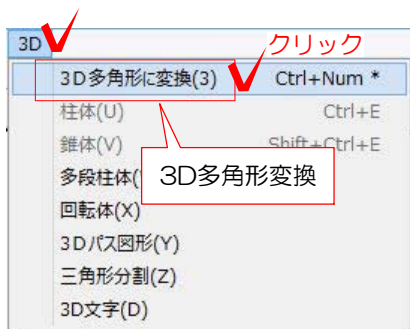 3D
クリック
3D多角形に変換(3) Ctrl+Num *
柱体(U) Ctrl+E
錐体(V) Shift+Ctrl+E
多段柱体(
3D多角形変換
回転体(X)
3Dパス図形(Y)
三角形分割(Z)
3D文字(D)